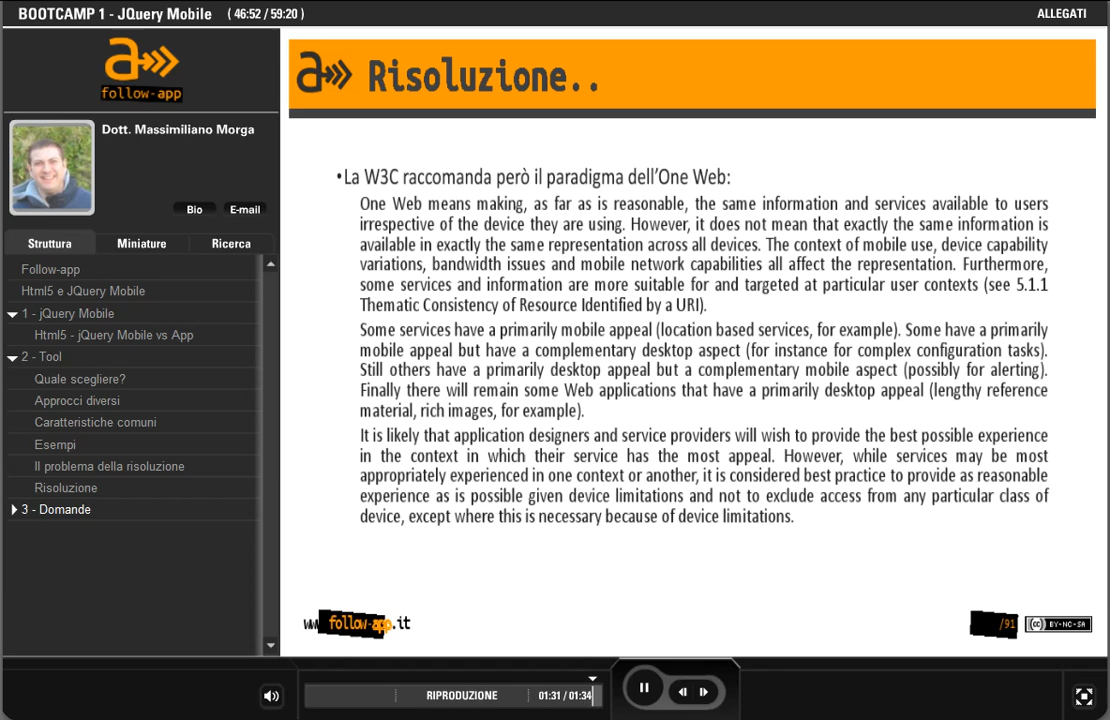 BOOTCAMP 1 - JQuery Mobile ( 46:52 / 59:20 )
ALLEGATI
a
follow-app
Dott. Massimiliano Morga
Bio
E-mail
Struttura
Miniature
Ricerca
Follow-app
Html5 e JQuery Mobile
1 - jQuery Mobile
Html5 - jQuery Mobile vs App
2 - Tool
Quale scegliere?
Approcci diversi
Caratteristiche comuni
Esempi
Il problema della risoluzione
Risoluzione
3 - Domande
a Risoluzione..
•La W3C raccomanda però il paradigma dell'One Web:
One Web means making, as far as is reasonable, the same information and services available to users
irrespective of the device they are using. However, it does not mean that exactly the same information is
available in exactly the same representation across all devices. The context of mobile use, device capability
variations, bandwidth issues and mobile network capabilities all affect the representation. Furthermore,
some services and information are more suitable for and targeted at particular user contexts (see 5.1.1
Thematic Consistency of Resource Identified by a URI).
Some services have a primarily mobile appeal (location based services, for example). Some have a primarily
mobile appeal but have a complementary desktop aspect (for instance for complex configuration tasks).
Still others have a primarily desktop appeal but a complementary mobile aspect (possibly for alerting).
Finally there will remain some Web applications that have a primarily desktop appeal (lengthy reference
material, rich images, for example).
It is likely that application designers and service providers will wish to provide the best possible experience
in the context in which their service has the most appeal. However, while services may be most
appropriately experienced in one context or another, it is considered best practice to provide as reasonable
experience as is possible given device limitations and not to exclude access from any particular class of
device, except where this is necessary because of device limitations.
www.follow-app.it
/91
(cc) BY-NC-SA
RIPRODUZIONE
01:31 / 01:34